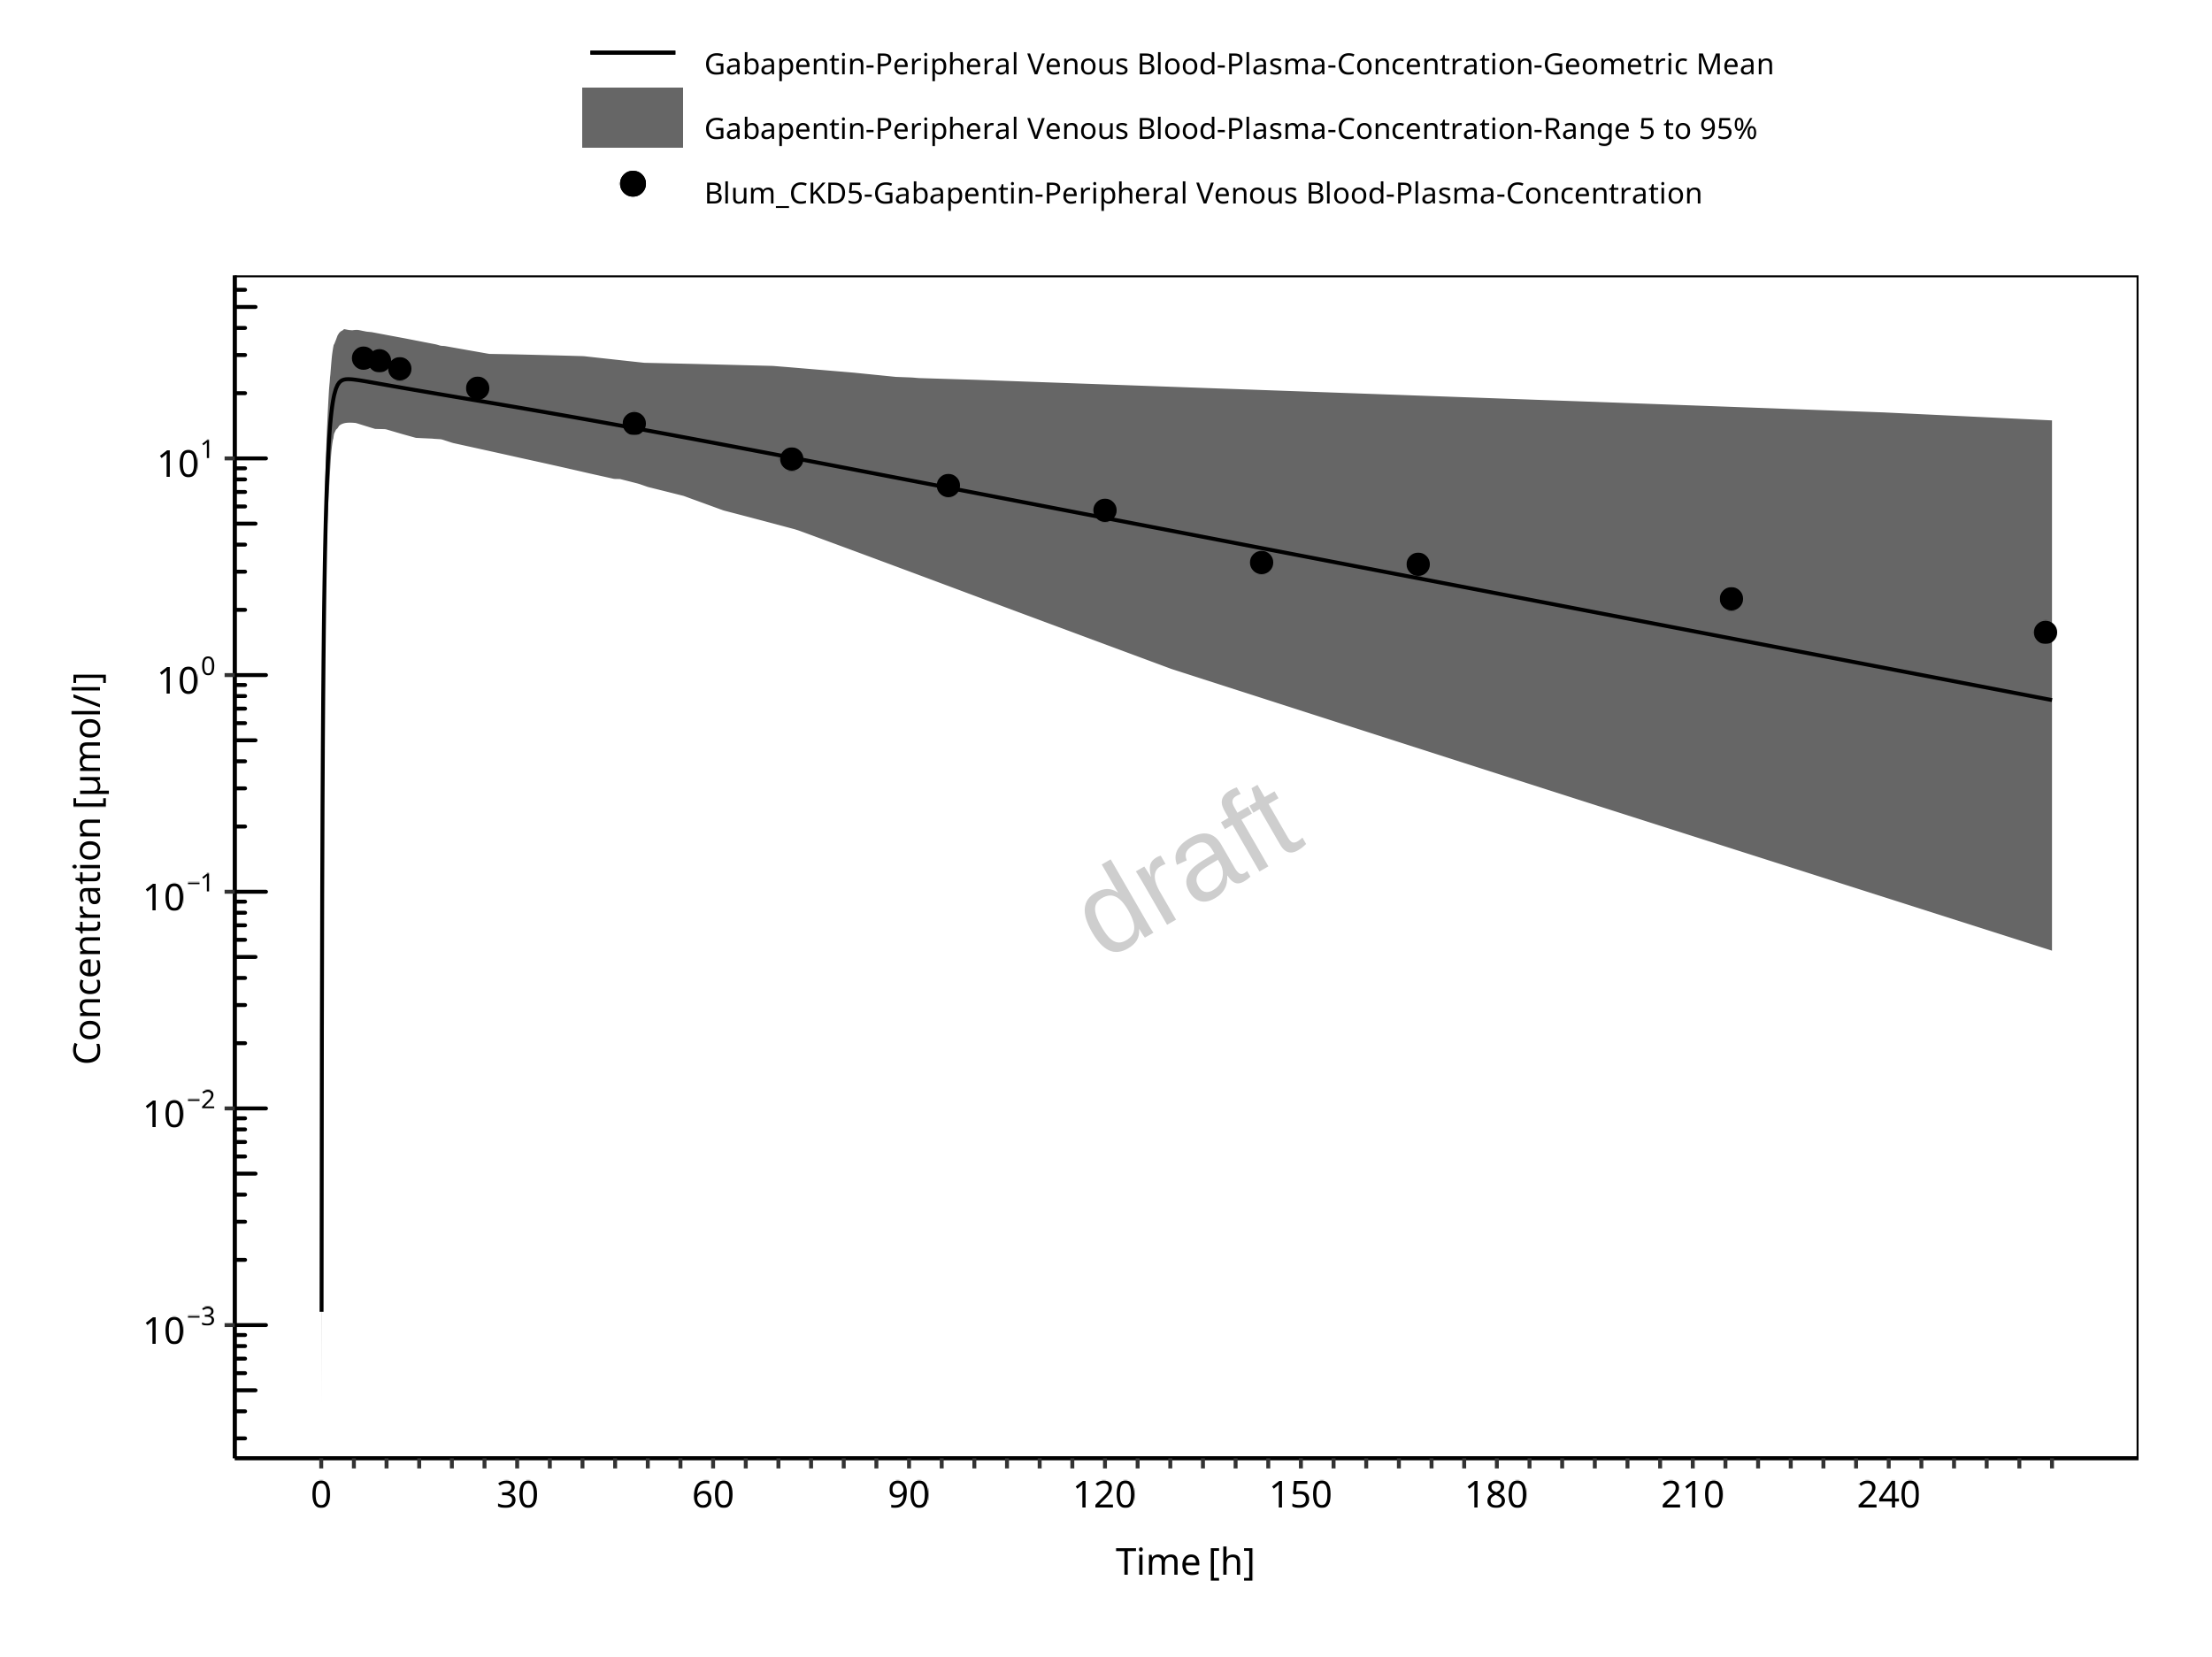 Gabapentin-Peripheral Venous Blood-Plasma-Concentration-Geometric Mean
Gabapentin-Peripheral Venous Blood-Plasma-Concentration-Range 5 to 95%
Blum_CKD5-Gabapentin-Peripheral Venous Blood-Plasma-Concentration
Concentration [µmol/l]
10¹
10⁰
10⁻¹
10⁻²
10⁻³
draft
0 30 60 90 120 150 180 210 240
Time [h]